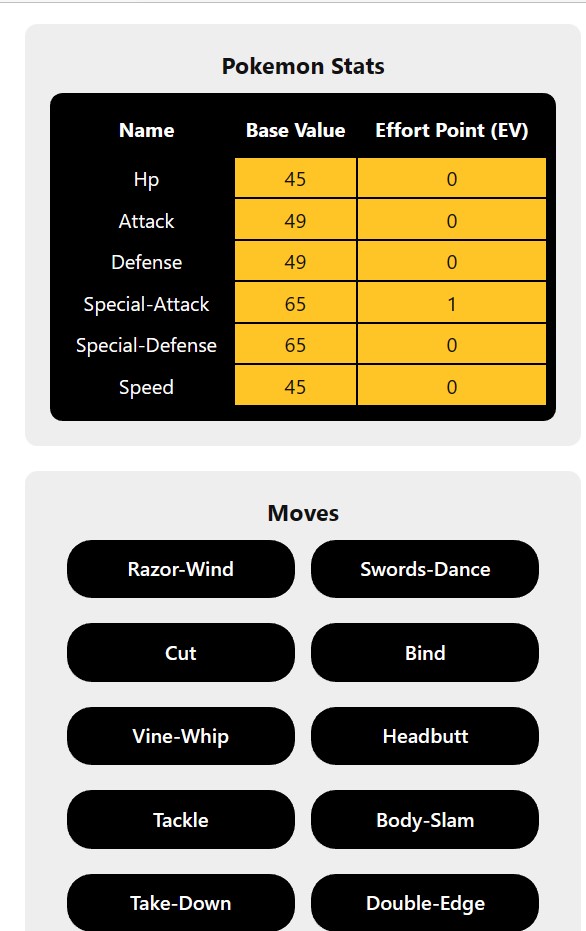 Pokemon Stats
Name Base Value Effort Point (EV)
Hp 45 0
Attack 49 0
Defense 49 0
Special-Attack 65 1
Special-Defense 65 0
Speed 45 0
Moves
Razor-Wind Swords-Dance
Cut Bind
Vine-Whip Headbutt
Tackle Body-Slam
Take-Down Double-Edge